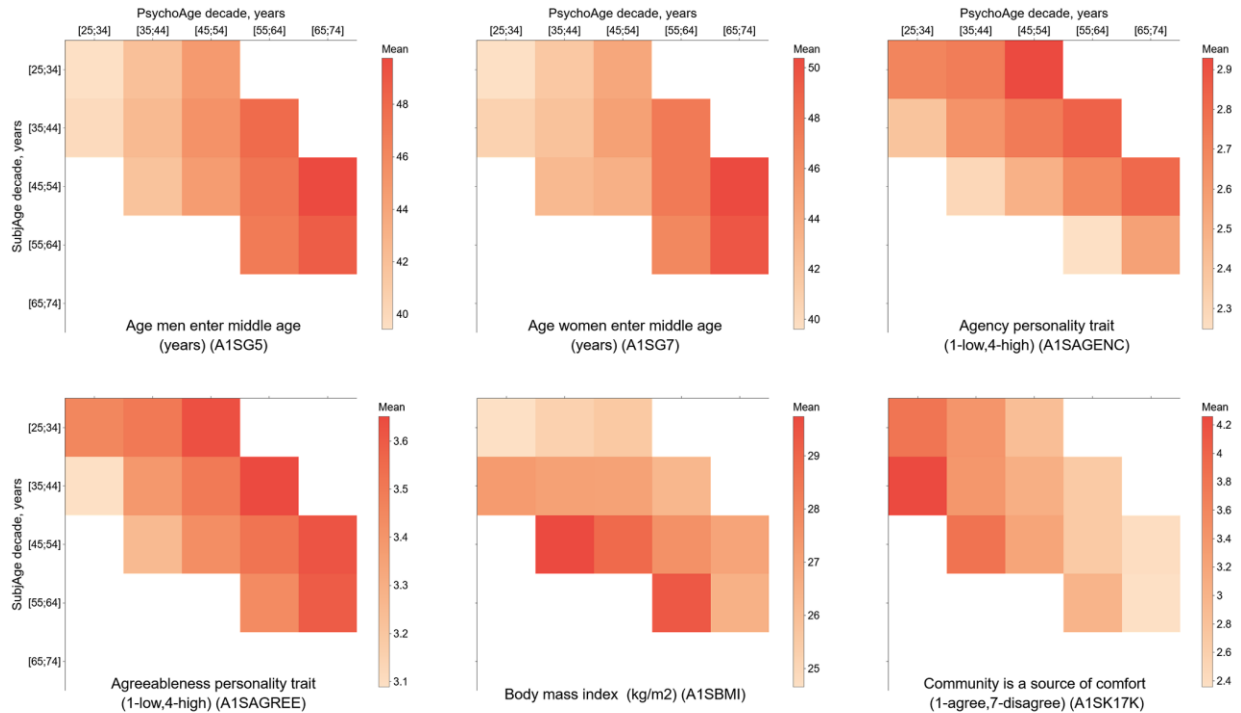 PsychoAge decade, years
PsychoAge decade, years
PsychoAge decade, years
[25;34] [35;44] [45;54] [55;64] [65;74]
[25;34] [35;44] [45;54] [55;64] [65;74]
[25;34] [35;44] [45;54] [55;64] [65;74]
SubjAge decade, years
[25;34]
[35;44]
[45;54]
[55;64]
[65;74]
Mean
48
46
44
42
40
Age men enter middle age
(years) (A1SG5)
Mean
50
48
46
44
42
40
Age women enter middle age
(years) (A1SG7)
Mean
2.9
2.8
2.7
2.6
2.5
2.4
2.3
Agency personality trait
(1-low,4-high) (A1SAGENC)
SubjAge decade, years
[25;34]
[35;44]
[45;54]
[55;64]
[65;74]
Mean
3.6
3.5
3.4
3.3
3.2
3.1
Agreeableness personality trait
(1-low,4-high) (A1SAGREE)
Mean
29
28
27
26
25
Body mass index (kg/m2) (A1SBMI)
Mean
4.2
4
3.8
3.6
3.4
3.2
3
2.8
2.6
2.4
Community is a source of comfort
(1-agree,7-disagree) (A1SK17K)